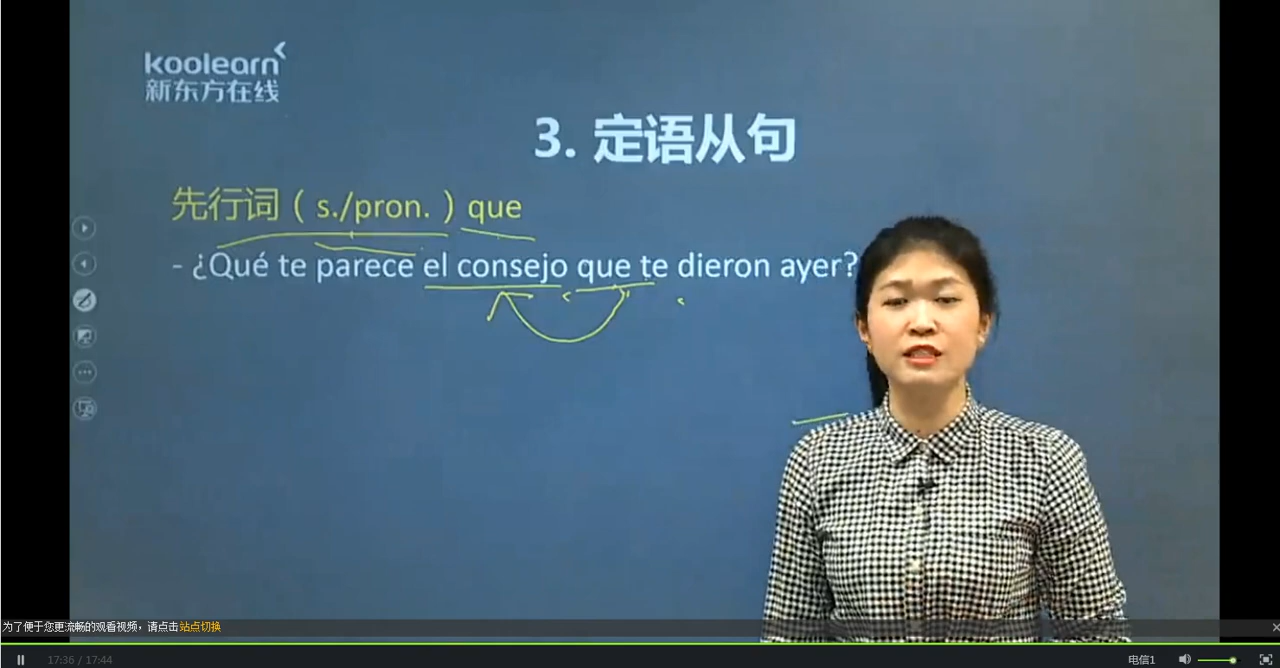 koolearn
新东方在线
3. 定语从句
先行词（s./pron.）que
- ¿Qué te parece el consejo que te dieron ayer?
为了便于您更流畅的观看视频，请点击站点切换
17:36 / 17:44
电信1